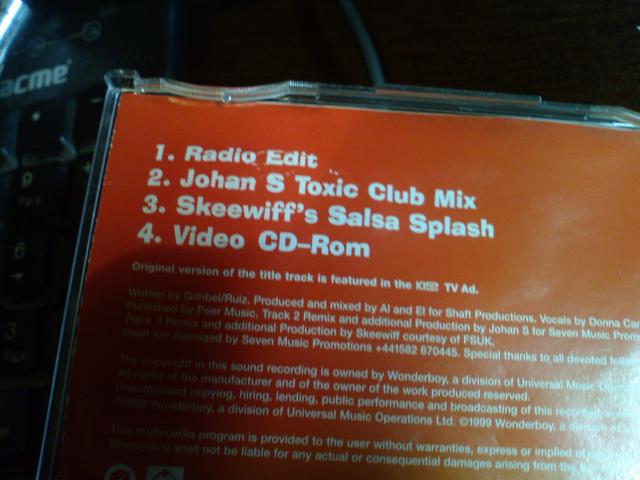 acme
9
PgUp
6
3
PgDn
1. Radio Edit
2. Johan S Toxic Club Mix
3. Skeewiff's Salsa Splash
4. Video CD-Rom
Original version of the title track is featured in the KISS TV Ad.
Written by Gimbel/Ruiz. Produced and mixed by Al and El for Shaft Productions. Vocals by Donna
Published by Peer Music. Track 2 Remix and additional Production by Johan S for Seven Music
Track 3 Remix and additional Production by Skeewiff courtesy of FSUK.
Shaft are managed by Seven Music Promotions +441582 670445. Special thanks to all devoted
The copyright in this sound recording is owned by Wonderboy, a division of Universal Music
All rights of the manufacturer and of the owner of the work produced reserved.
Unauthorised copying, hiring, lending, public performance and broadcasting of this
©1999 Wonderboy, a division of Universal Music Operations Ltd. ©1999 Wonderboy, a division of
This multimedia program is provided to the user without warranties, express or implied
Wonderboy shall not be liable for any actual or consequential damages arising from the